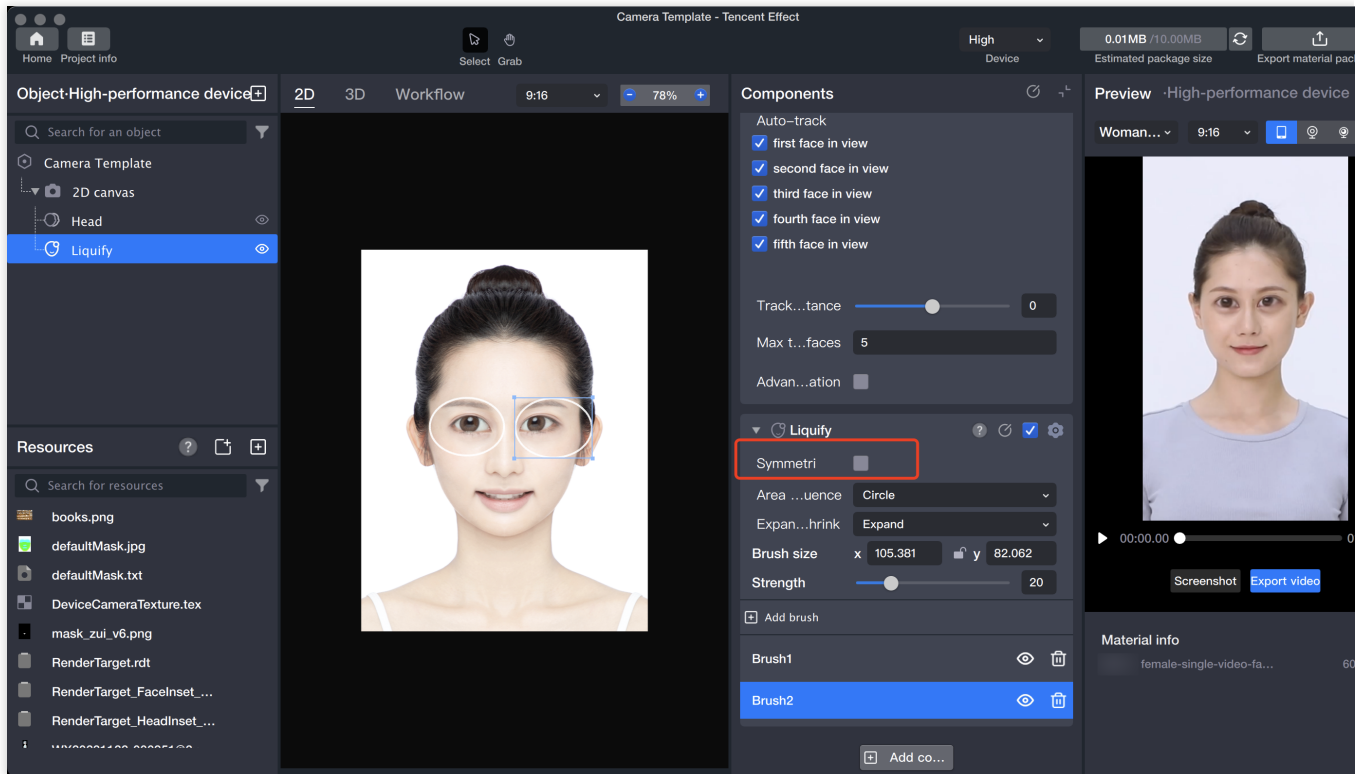 Camera Template - Tencent Effect
Home Project info
Select Grab
High
Device
0.01MB /10.00MB
Estimated package size
Export material pac
Object·High-performance device
Search for an object
Camera Template
2D canvas
Head
Liquify
Resources
Search for resources
books.png
defaultMask.jpg
defaultMask.txt
DeviceCameraTexture.tex
mask_zui_v6.png
RenderTarget.rdt
RenderTarget_FaceInset_...
RenderTarget_HeadInset_...
2D 3D Workflow 9:16 78%
Components
Auto-track
first face in view
second face in view
third face in view
fourth face in view
fifth face in view
Track...tance 0
Max t...faces 5
Advan...ation
Liquify
Symmetri
Area ...uence Circle
Expan...hrink Expand
Brush size x 105.381 y 82.062
Strength 20
Add brush
Brush1
Brush2
Add co...
Preview ·High-performance device
Woman... 9:16
00:00.00 0
Screenshot Export video
Material info
female-single-video-fa... 60